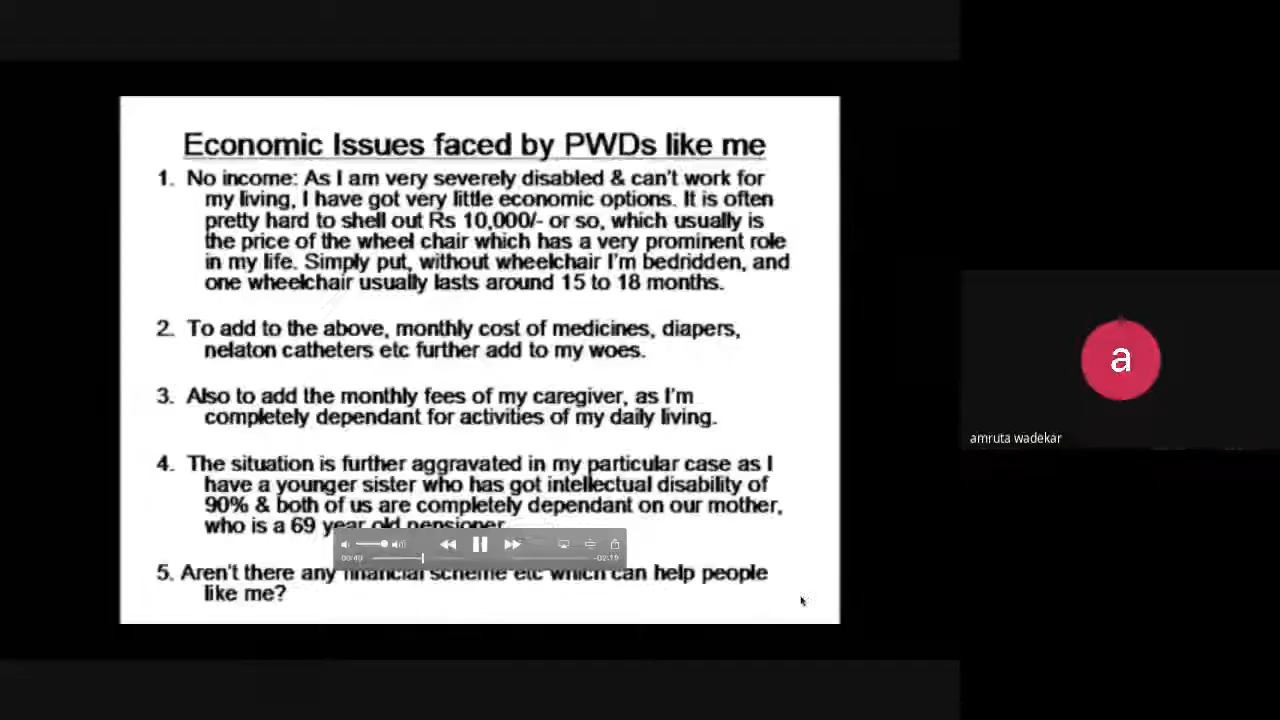 Economic Issues faced by PWDs like me
1. No income: As I am very severely disabled & can't work for
my living, I have got very little economic options. It is often
pretty hard to shell out Rs 10,000/- or so, which usually is
the price of the wheel chair which has a very prominent role
in my life. Simply put, without wheelchair I'm bedridden, and
one wheelchair usually lasts around 15 to 18 months.
2. To add to the above, monthly cost of medicines, diapers,
nelaton catheters etc further add to my woes.
3. Also to add the monthly fees of my caregiver, as I'm
completely dependant for activities of my daily living.
4. The situation is further aggravated in my particular case as I
have a younger sister who has got intellectual disability of
90% & both of us are completely dependant on our mother,
who is a 69 year old pensioner
00:40
5. Aren't there any financial scheme etc which can help people
like me?
a
amruta wadekar